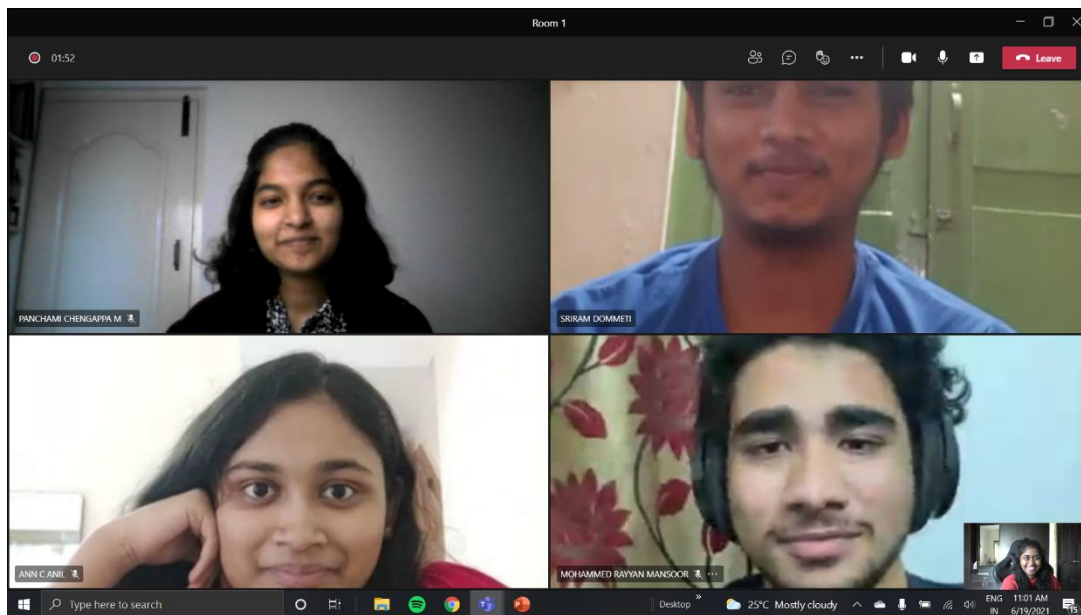 Room 1
01:52
Leave
PANCHAMI CHENGAPPA M
SRIRAM DOMMETI
ANN C ANIL
MOHAMMED RAYYAN MANSOOR
Type here to search
Desktop
25°C Mostly cloudy
ENG
IN
11:01 AM
6/19/2021
15